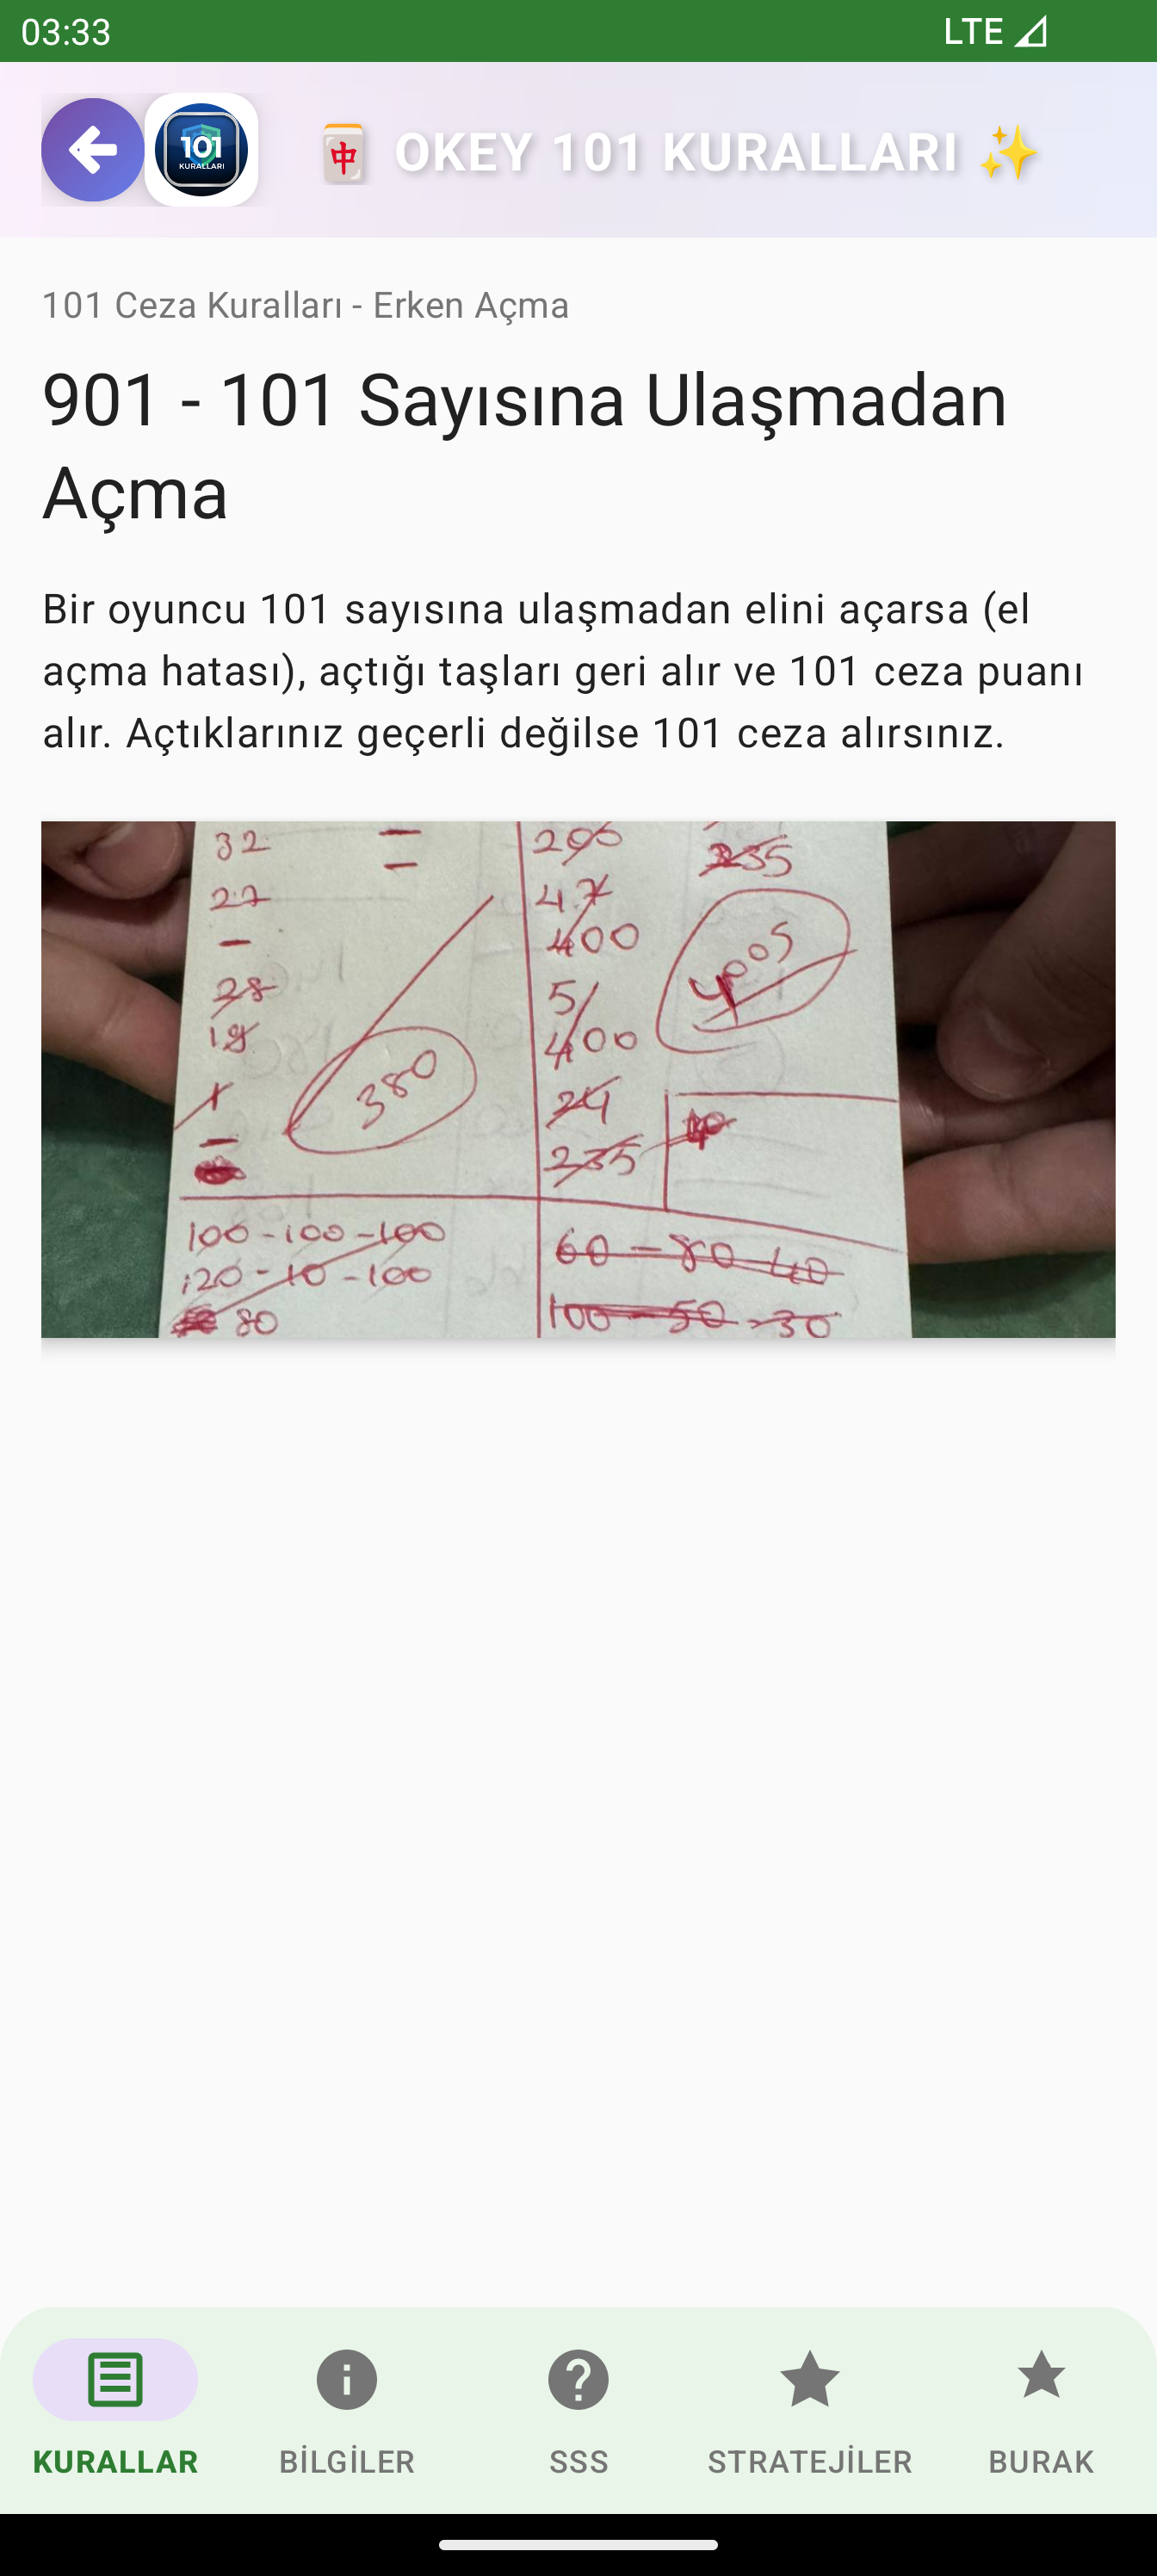 03:33
LTE
101
KURALLARI
中 OKEY 101 KURALLARI
101 Ceza Kuralları - Erken Açma
901 - 101 Sayısına Ulaşmadan
Açma
Bir oyuncu 101 sayısına ulaşmadan elini açarsa (el
açma hatası), açtığı taşları geri alır ve 101 ceza puanı
alır. Açtıklarınız geçerli değilse 101 ceza alırsınız.
32
27
28
18
380
290
47
400
5/
400
24
235
235
100-100-100
120-10-100
80
60-80-40
100-50-30
KURALLAR
BİLGİLER
SSS
STRATEJİLER
BURAK